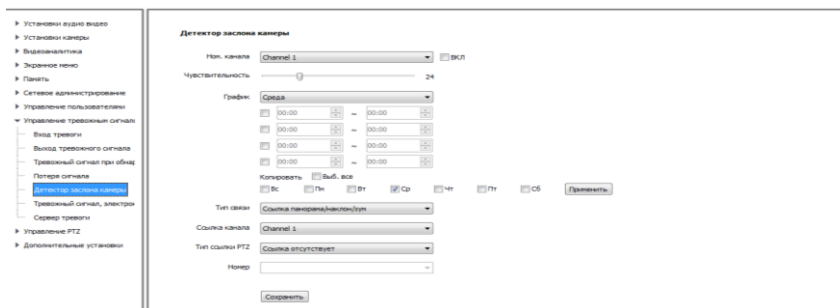 Установки аудио видео
Установки камеры
Видеоаналитика
Экранное меню
Память
Сетевое администрирование
Управление пользователями
Управление тревожным сигнало
Вход тревоги
Выход тревожного сигнала
Тревожный сигнал при обнар
Потеря сигнала
Детектор заслона камеры
Тревожный сигнал, электрон
Сервер тревоги
Управление PTZ
Дополнительные установки
Детектор заслона камеры
Ном. канала Channel 1 ВКЛ
Чувствительность 24
График Среда
00:00 ~ 00:00
00:00 ~ 00:00
00:00 ~ 00:00
00:00 ~ 00:00
Копировать Выб. все
Вс Пн Вт Ср Чт Пт Сб Применить
Тип связи Ссылка панорама/наклон/зум
Ссылка канала Channel 1
Тип ссылки PTZ Ссылка отсутствует
Номер
Сохранить